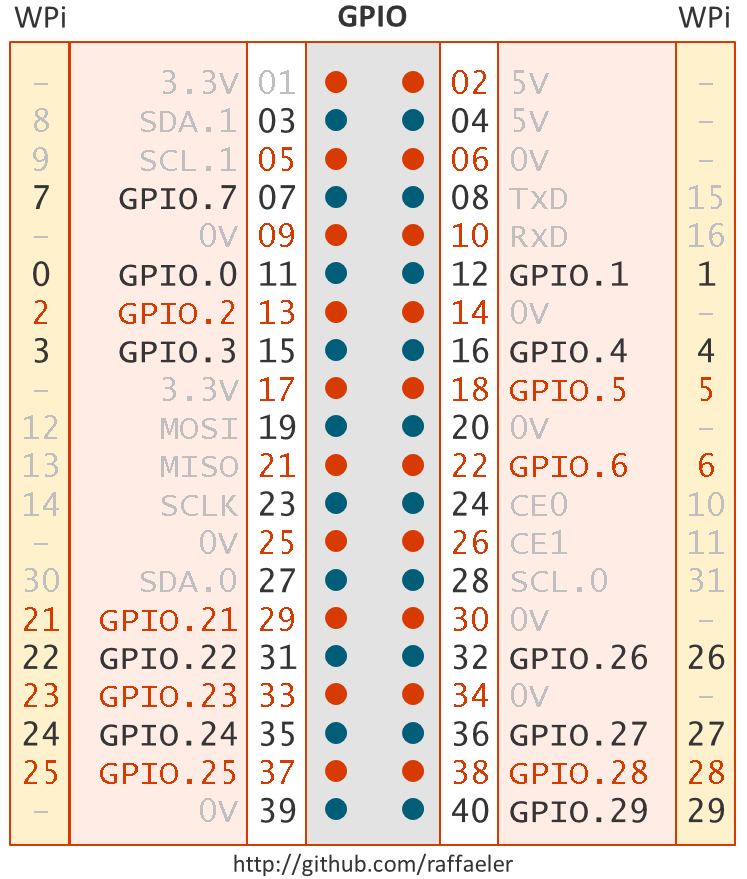 WPi GPIO WPi
– 3.3V 01 02 5V –
8 SDA.1 03 04 5V –
9 SCL.1 05 06 0V –
7 GPIO.7 07 08 TxD 15
– 0V 09 10 RxD 16
0 GPIO.0 11 12 GPIO.1 1
2 GPIO.2 13 14 0V –
3 GPIO.3 15 16 GPIO.4 4
– 3.3V 17 18 GPIO.5 5
12 MOSI 19 20 0V –
13 MISO 21 22 GPIO.6 6
14 SCLK 23 24 CE0 10
– 0V 25 26 CE1 11
30 SDA.0 27 28 SCL.0 31
21 GPIO.21 29 30 0V –
22 GPIO.22 31 32 GPIO.26 26
23 GPIO.23 33 34 0V –
24 GPIO.24 35 36 GPIO.27 27
25 GPIO.25 37 38 GPIO.28 28
– 0V 39 40 GPIO.29 29
http://github.com/raffaeler